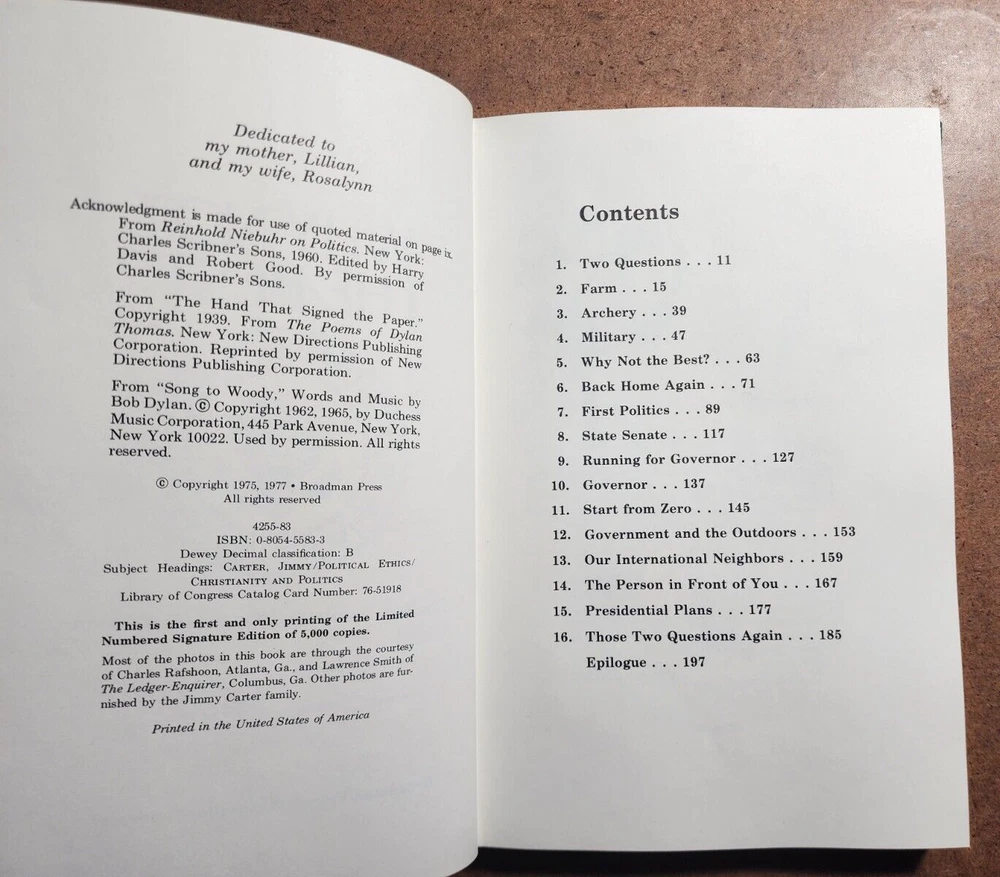 Dedicated to
my mother, Lillian,
and my wife, Rosalynn
Acknowledgment is made for use of quoted material on page ix.
From Reinhold Niebuhr on Politics. New York:
Charles Scribner's Sons, 1960. Edited by Harry
Davis and Robert Good. By permission of
Charles Scribner's Sons.
From "The Hand That Signed the Paper."
Copyright 1939. From The Poems of Dylan
Thomas. New York: New Directions Publishing
Corporation. Reprinted by permission of New
Directions Publishing Corporation.
From "Song to Woody," Words and Music by
Bob Dylan. © Copyright 1962, 1965, by Duchess
Music Corporation, 445 Park Avenue, New York,
New York 10022. Used by permission. All rights
reserved.
© Copyright 1975, 1977 • Broadman Press
All rights reserved
4255-83
ISBN: 0-8054-5583-3
Dewey Decimal classification: B
Subject Headings: CARTER, JIMMY/POLITICAL ETHICS/
CHRISTIANITY AND POLITICS
Library of Congress Catalog Card Number: 76-51918
This is the first and only printing of the Limited
Numbered Signature Edition of 5,000 copies.
Most of the photos in this book are through the courtesy
of Charles Rafshoon, Atlanta, Ga., and Lawrence Smith of
The Ledger-Enquirer, Columbus, Ga. Other photos are fur-
nished by the Jimmy Carter family.
Printed in the United States of America
Contents
1. Two Questions . . . 11
2. Farm . . . 15
3. Archery . . . 39
4. Military . . . 47
5. Why Not the Best? . . . 63
6. Back Home Again . . . 71
7. First Politics . . . 89
8. State Senate . . . 117
9. Running for Governor . . . 127
10. Governor . . . 137
11. Start from Zero . . . 145
12. Government and the Outdoors . . . 153
13. Our International Neighbors . . . 159
14. The Person in Front of You . . . 167
15. Presidential Plans . . . 177
16. Those Two Questions Again . . . 185
Epilogue . . . 197